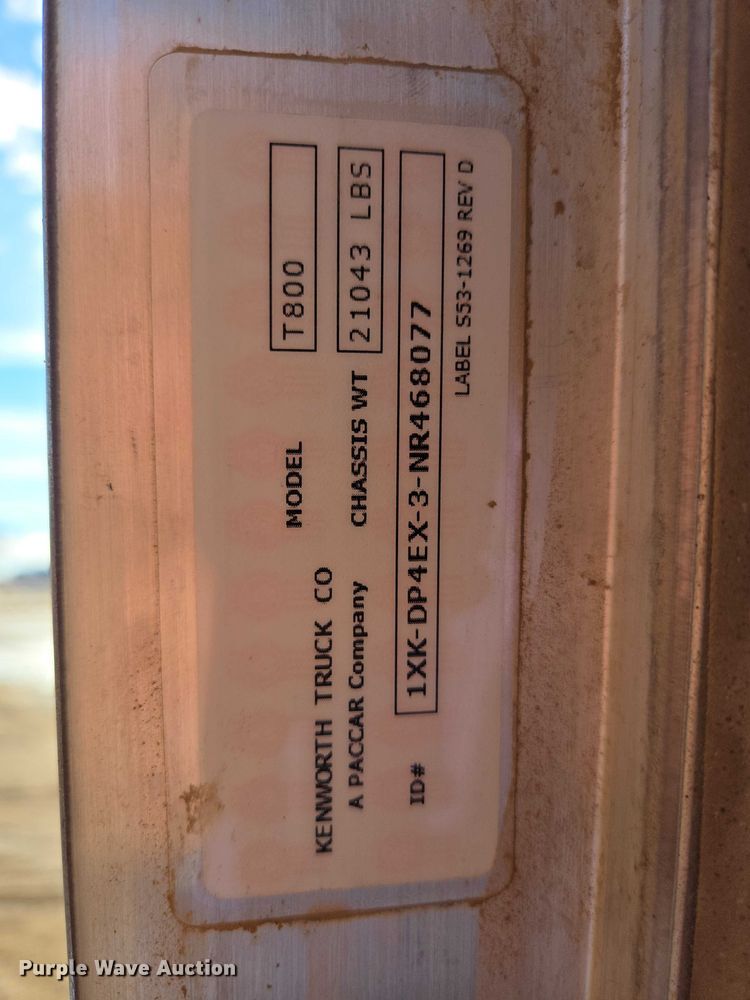 KENWORTH TRUCK CO
A PACCAR Company
MODEL T800
CHASSIS WT 21043 LBS
ID# 1XK-DP4EX-3-NR468077
LABEL S53-1269 REV D
Purple Wave Auction